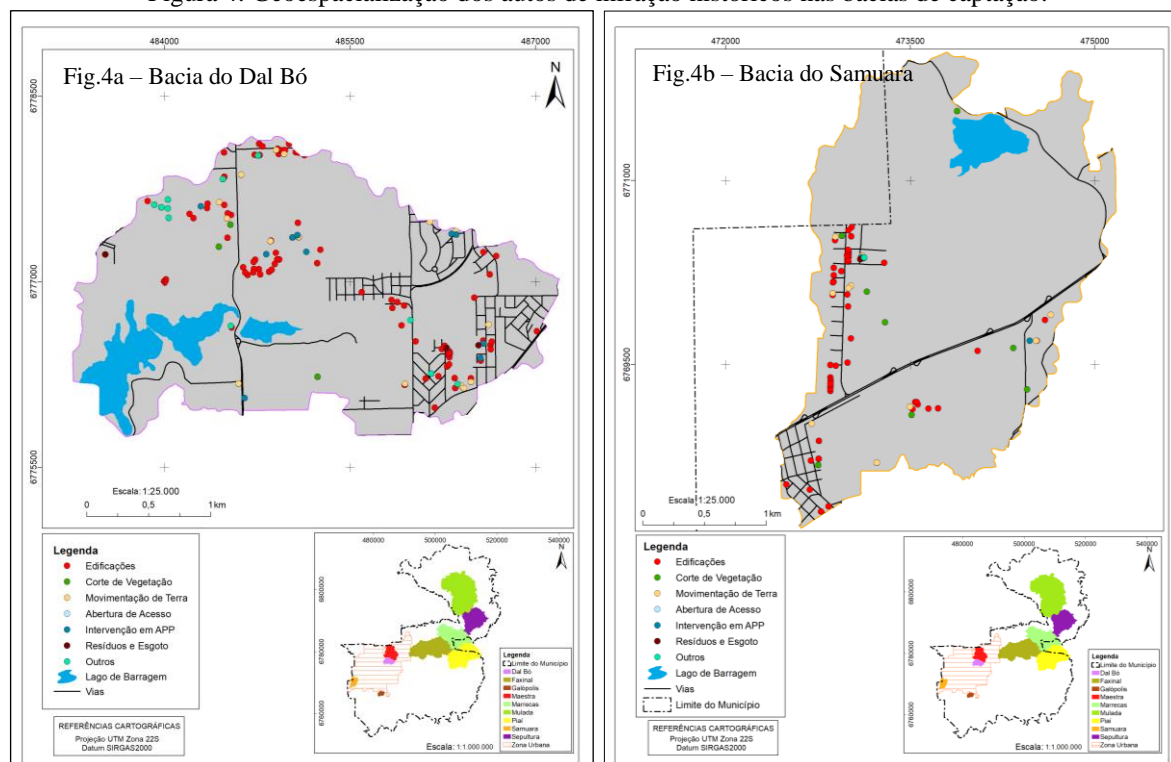 Figura 4: Geoespacialização dos autos de infração históricos nas bacias de captação.
484000
485500
487000
Fig.4a – Bacia do Dal Bó
N
6778500
6777000
6775500
Escala: 1:25.000
0
0,5
1 km
Legenda
Edificações
Corte de Vegetação
Movimentação de Terra
Abertura de Acesso
Intervenção em APP
Resíduos e Esgoto
Outros
Lago de Barragem
Vias
REFERÊNCIAS CARTOGRÁFICAS
Projeção UTM Zona 22S
Datum SIRGAS2000
480000
500000
520000
540000
N
6800000
6780000
6760000
Legenda
Limite do Município
Dal Bó
Faxinal
Galópolis
Maestra
Marrecas
Mulada
Piaí
Samuara
Sepultura
Zona Urbana
Escala: 1:1.000.000
472000
473500
475000
Fig.4b – Bacia do Samuara
N
6771000
6769500
Escala: 1:25.000
0
0,5
1 km
Legenda
Edificações
Corte de Vegetação
Movimentação de Terra
Abertura de Acesso
Intervenção em APP
Resíduos e Esgoto
Outros
Lago de Barragem
Vias
Limite do Município
REFERÊNCIAS CARTOGRÁFICAS
Projeção UTM Zona 22S
Datum SIRGAS2000
480000
500000
520000
540000
N
6800000
6780000
6760000
Legenda
Limite do Município
Dal Bó
Faxinal
Galópolis
Maestra
Marrecas
Mulada
Piaí
Samuara
Sepultura
Zona Urbana
Escala: 1:1.000.000